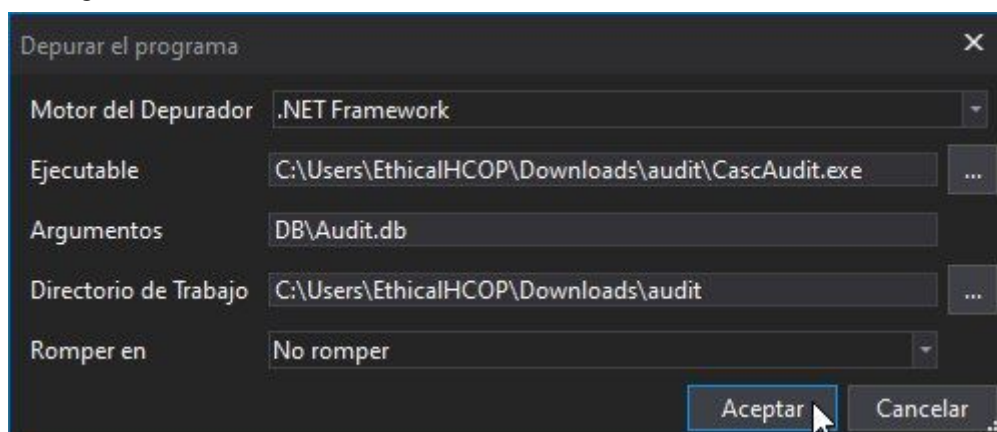 Depurar el programa
Motor del Depurador .NET Framework
Ejecutable C:\Users\EthicalHCOP\Downloads\audit\CascAudit.exe ...
Argumentos DB\Audit.db
Directorio de Trabajo C:\Users\EthicalHCOP\Downloads\audit ...
Romper en No romper
Aceptar Cancelar